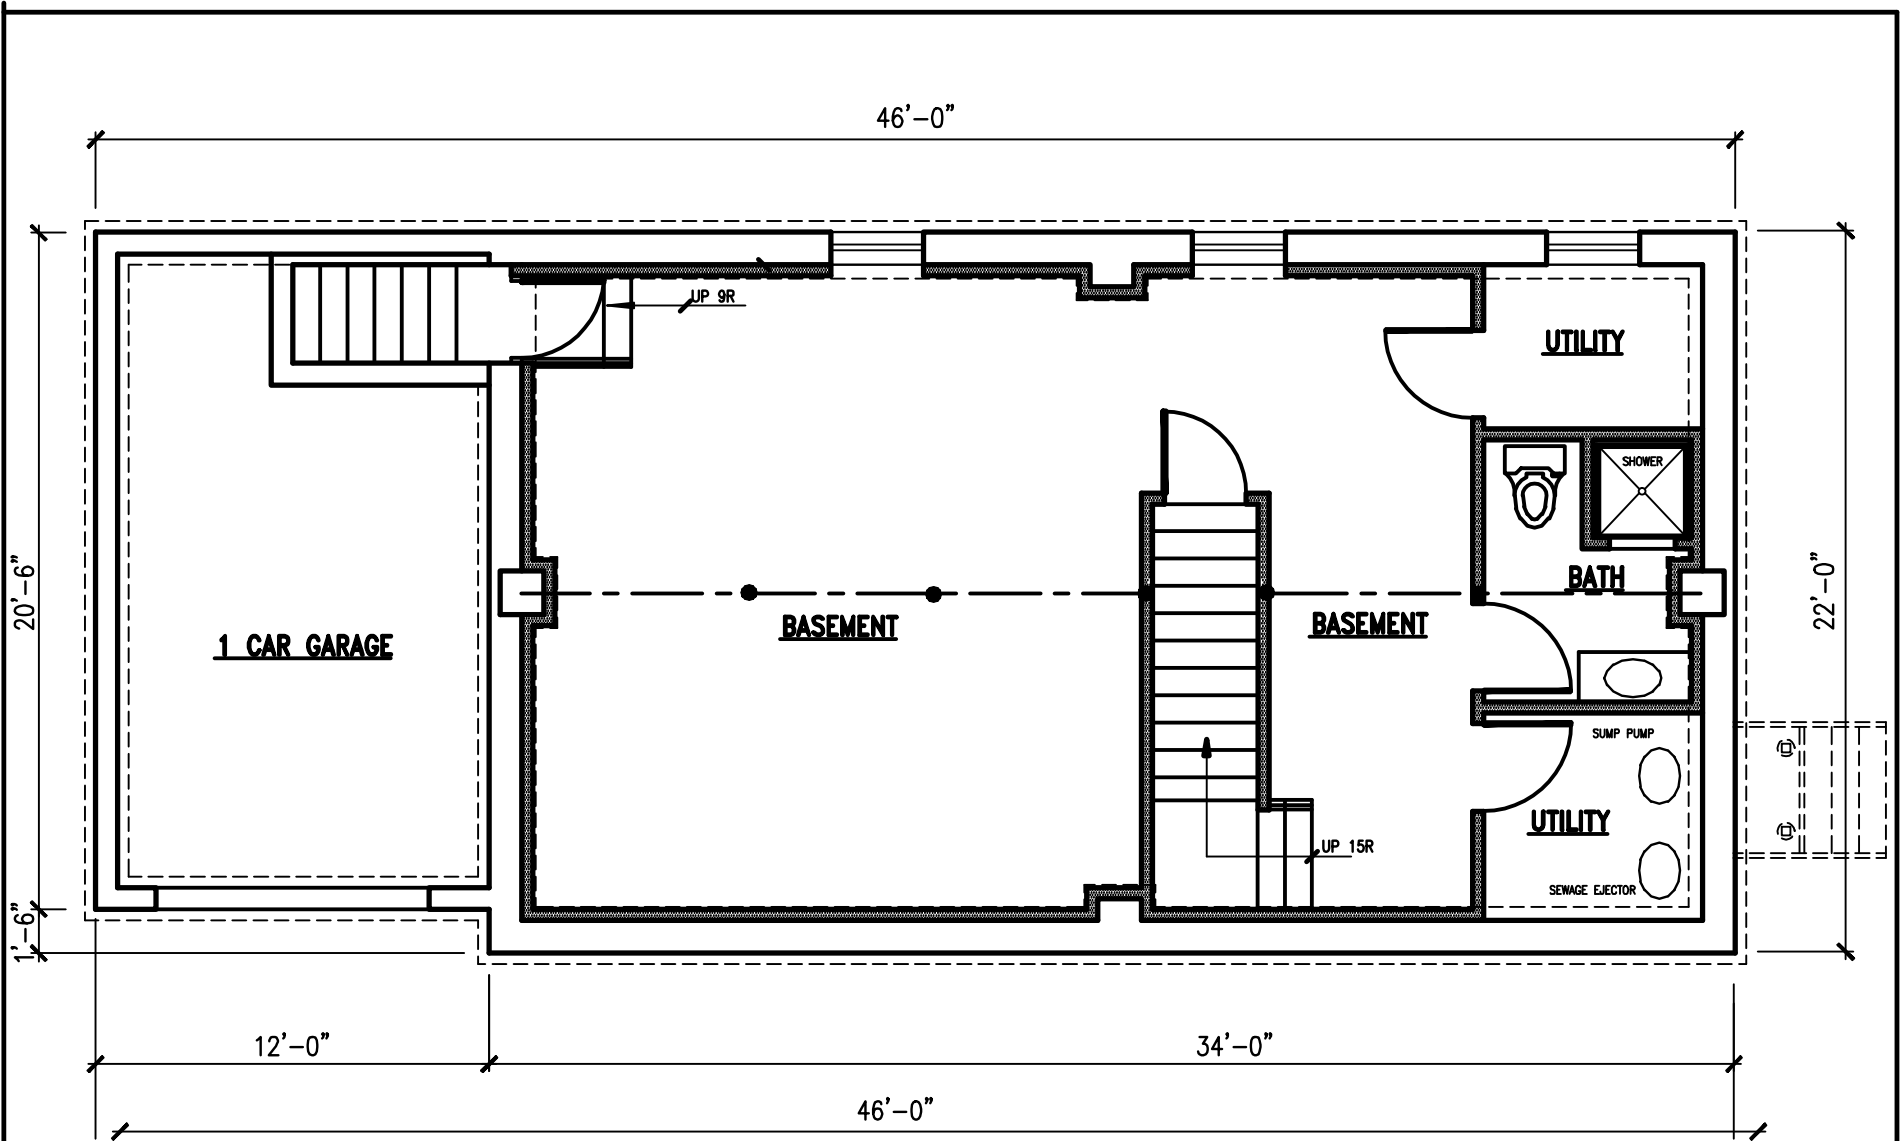 46'-0"
UP 9R
UTILITY
SHOWER
20'-6"
BATH
22'-0"
1 CAR GARAGE
BASEMENT
BASEMENT
SUMP PUMP
UTILITY
UP 15R
SEWAGE EJECTOR
1'-6"
12'-0"
34'-0"
46'-0"